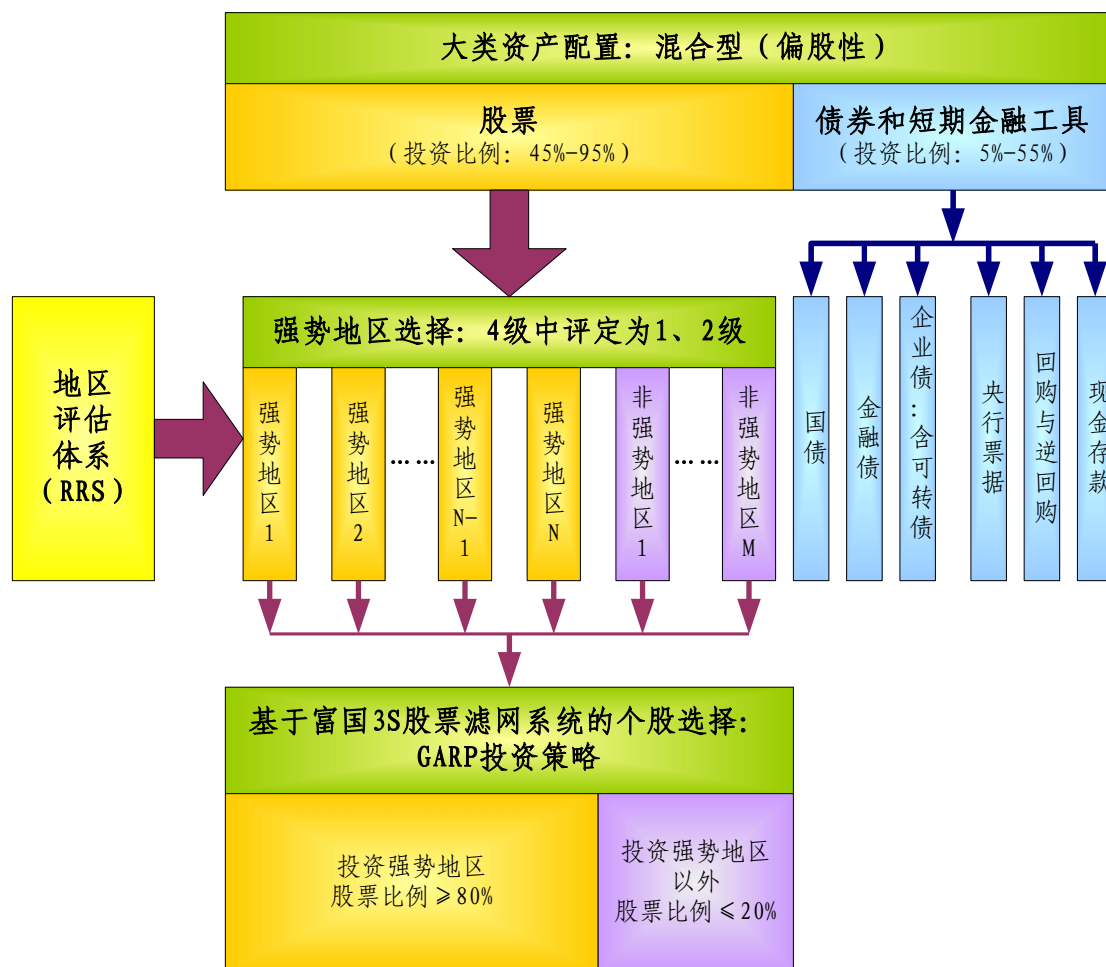 大类资产配置：混合型（偏股性）
股票
（投资比例：45%-95%）
债券和短期金融工具
（投资比例：5%-55%）
地区
评估
体系
（RRS）
强势地区选择：4级中评定为1、2级
强势地区1
强势地区2
……
强势地区N-1
强势地区N
非强势地区1
……
非强势地区M
国债
金融债
企业债：含可转债
央行票据
回购与逆回购
现金存款
基于富国3S股票滤网系统的个股选择：
GARP投资策略
投资强势地区
股票比例≥80%
投资强势地区
以外
股票比例≤20%